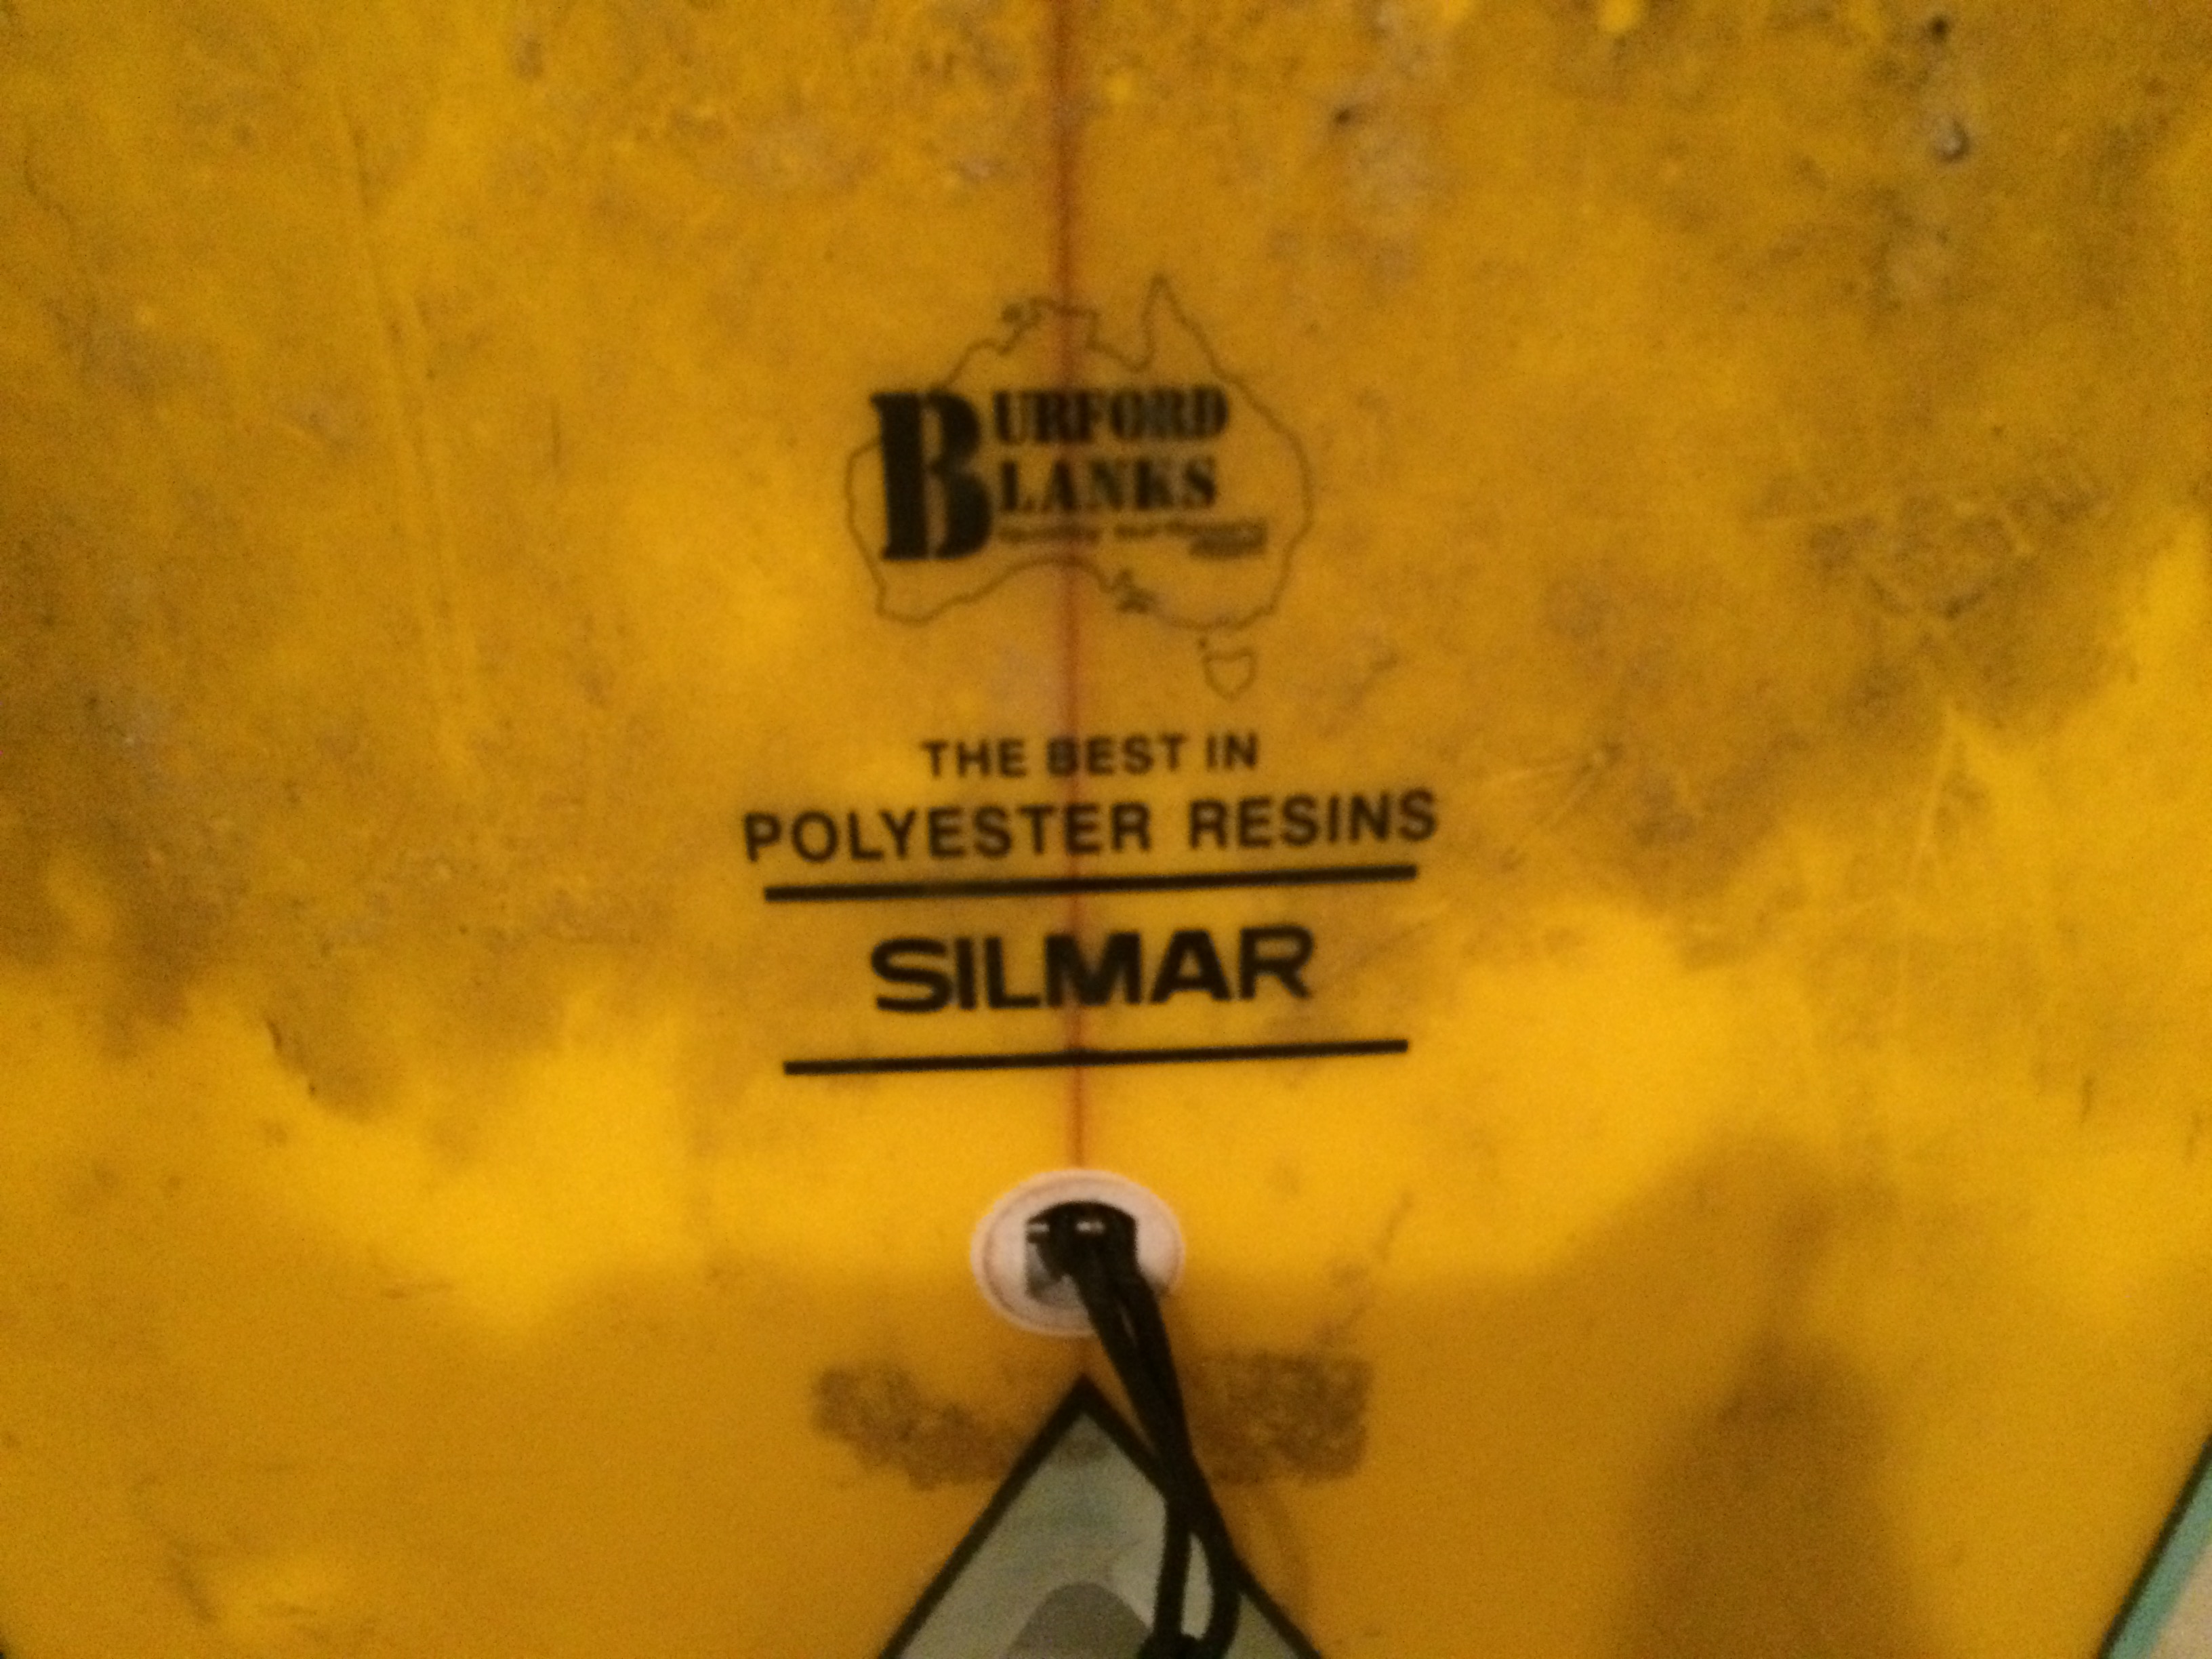 BURFORD
BLANKS
THE BEST IN
POLYESTER RESINS
SILMAR